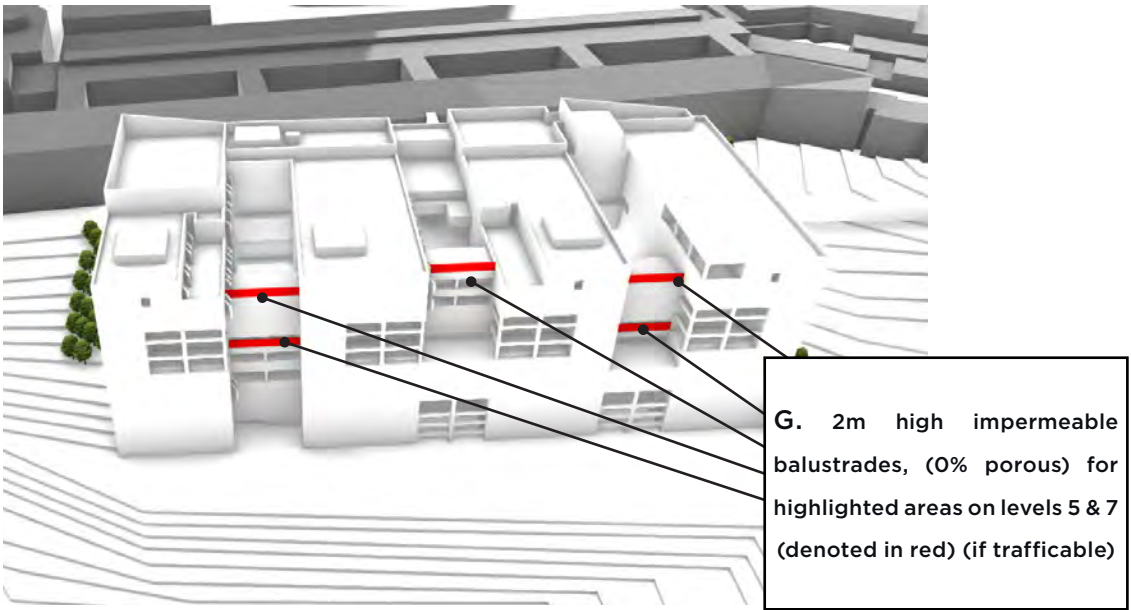 G. 2m high impermeable
balustrades, (0% porous) for
highlighted areas on levels 5 & 7
(denoted in red) (if trafficable)